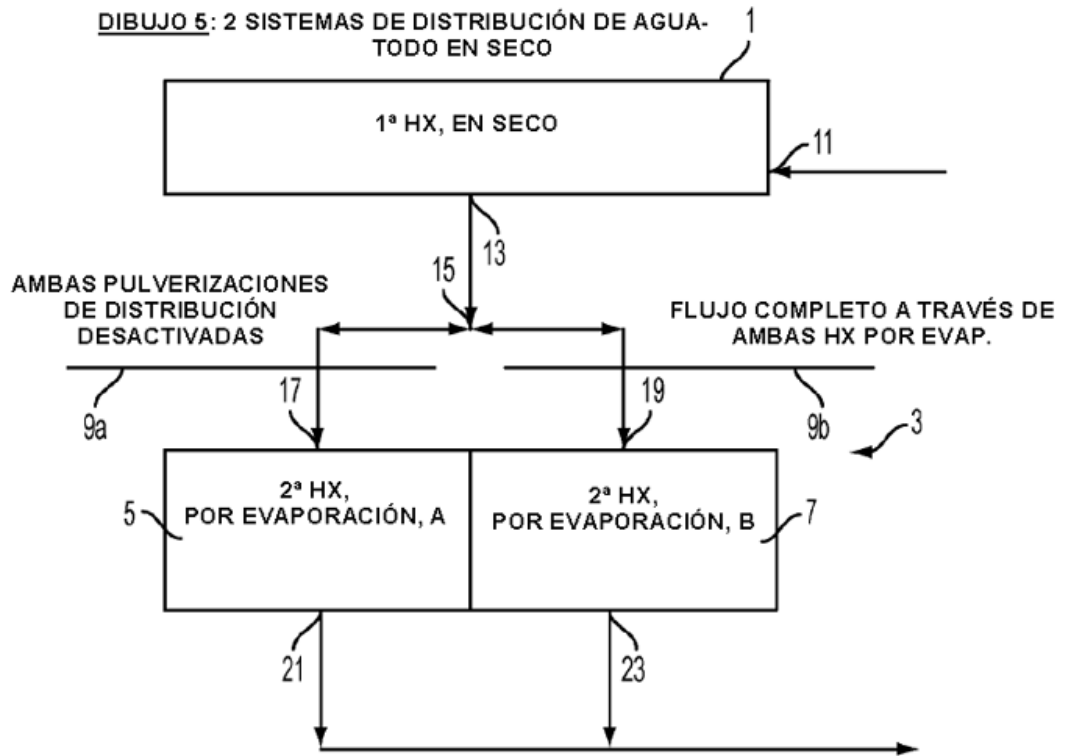 DIBUJO 5: 2 SISTEMAS DE DISTRIBUCIÓN DE AGUA-
TODO EN SECO
1
1ª HX, EN SECO
11
13
15
AMBAS PULVERIZACIONES
DE DISTRIBUCIÓN
DESACTIVADAS
FLUJO COMPLETO A TRAVÉS DE
AMBAS HX POR EVAP.
9a
17
19
9b
3
5
2ª HX,
POR EVAPORACIÓN, A
2ª HX,
POR EVAPORACIÓN, B
7
21
23